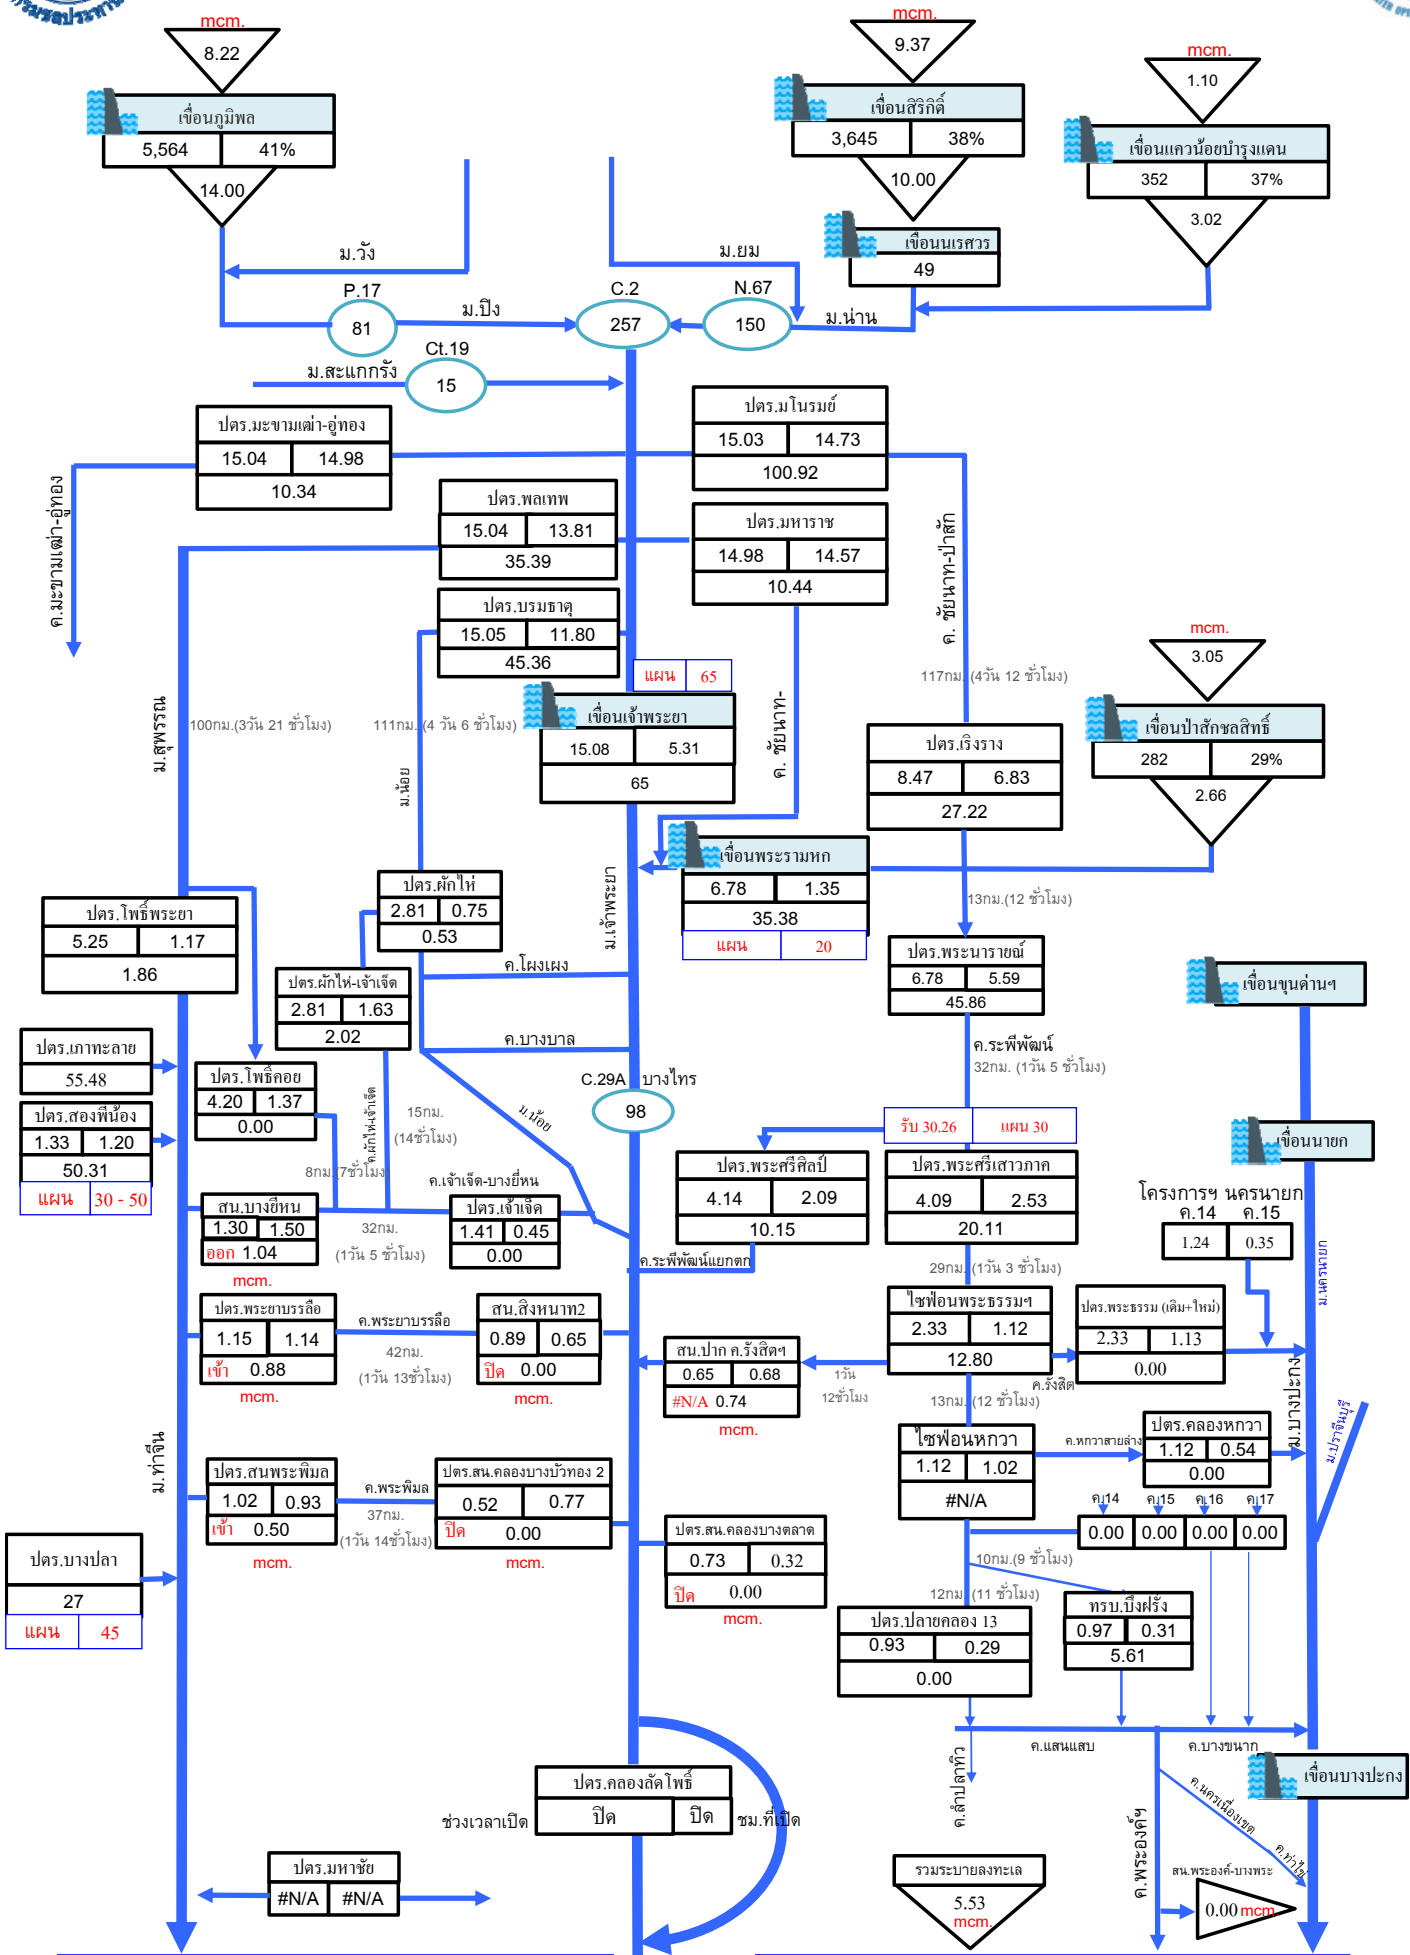 mcm.
8.22
เขื่อนภูมิพล
5,564 41%
14.00
mcm.
9.37
เขื่อนสิริกิติ์
3,645 38%
10.00
mcm.
1.10
เขื่อนแควน้อยบำรุงแดน
352 37%
3.02
เขื่อนนเรศวร
49
ม.วัง
ม.ยม
P.17
81
ม.ปิง
C.2
257
N.67
150
ม.น่าน
ม.สะแกกรัง
Ct.19
15
ปตร.มะขามเฒ่า-อู่ทอง
15.04 14.98
10.34
ปตร.มโนรมย์
15.03 14.73
100.92
ค.มะขามเฒ่า-อู่ทอง
ปตร.พลเทพ
15.04 13.81
35.39
ปตร.มหาราช
14.98 14.57
10.44
ค. ชัยนาท-ป่าสัก
ปตร.บรมธาตุ
15.05 11.80
45.36
แผน 65
117กม. (4วัน 12 ชั่วโมง)
mcm.
3.05
เขื่อนป่าสักชลสิทธิ์
282 29%
2.66
ม.สุพรรณ
100กม.(3วัน 21 ชั่วโมง)
111กม.(4 วัน 6 ชั่วโมง)
ม.น้อย
เขื่อนเจ้าพระยา
15.08 5.31
65
ค. ชัยนาท-
ปตร.เริงราง
8.47 6.83
27.22
เขื่อนพระรามหก
6.78 1.35
35.38
แผน 20
13กม.(12 ชั่วโมง)
ม.เจ้าพระยา
ปตร.ผักไห่
2.81 0.75
0.53
ปตร.โพธิ์พระยา
5.25 1.17
1.86
ค.โผงเผง
ปตร.ผักไห่-เจ้าเจ็ด
2.81 1.63
2.02
ปตร.พระนารายณ์
6.78 5.59
45.86
เขื่อนขุนด่านฯ
ปตร.เภาทะลาย
55.48
ปตร.โพธิ์คอย
4.20 1.37
0.00
ค.บางบาล
ค.ระพีพัฒน์
32กม. (1วัน 5 ชั่วโมง)
C.29A บางไทร
98
ปตร.สองพี่น้อง
1.33 1.20
50.31
แผน 30 - 50
ค.ผักไห่-เจ้าเจ็ด
15กม.
(14ชั่วโมง)
ม.น้อย
8กม.(7ชั่วโมง)
รับ 30.26 แผน 30
เขื่อนนายก
ค.เจ้าเจ็ด-บางยี่หน
ปตร.พระศรีศิลป์
4.14 2.09
10.15
ปตร.พระศรีเสาวภาค
4.09 2.53
20.11
โครงการฯ นครนายก
ค.14 ค.15
1.24 0.35
สน.บางยี่หน
1.30 1.50
ออก 1.04
mcm.
32กม.
(1วัน 5 ชั่วโมง)
ปตร.เจ้าเจ็ด
1.41 0.45
0.00
ค.ระพีพัฒน์แยกตก
29กม. (1วัน 3 ชั่วโมง)
ม.นครนายก
ปตร.พระยาบรรลือ
1.15 1.14
เข้า 0.88
mcm.
ค.พระยาบรรลือ
42กม.
(1วัน 13ชั่วโมง)
สน.สิงหนาท2
0.89 0.65
ปิด 0.00
mcm.
สน.ปาก ค.รังสิตฯ
0.65 0.68
#N/A 0.74
mcm.
1วัน
12ชั่วโมง
ไซฟ่อนพระธรรมฯ
2.33 1.12
12.80
ปตร.พระธรรม (เดิม+ใหม่)
2.33 1.13
0.00
ค.รังสิต
13กม.(12 ชั่วโมง)
ม.บางปะกง
ม.ปราจีนบุรี
ไซฟ่อนหกวา
1.12 1.02
#N/A
ค.หกวาสายล่าง
ปตร.คลองหกวา
1.12 0.54
0.00
ม.ท่าจีน
ปตร.สนพระพิมล
1.02 0.93
เข้า 0.50
mcm.
ค.พระพิมล
37กม.
(1วัน 14ชั่วโมง)
ปตร.สน.คลองบางบัวทอง 2
0.52 0.77
ปิด 0.00
mcm.
ค.14 ค.15 ค.16 ค.17
0.00 0.00 0.00 0.00
ปตร.สน.คลองบางตลาด
0.73 0.32
ปิด 0.00
mcm.
ปตร.บางปลา
27
แผน 45
10กม.(9 ชั่วโมง)
12กม.(11 ชั่วโมง)
ปตร.ปลายคลอง 13
0.93 0.29
0.00
ทรบ.บึงฝรั่ง
0.97 0.31
5.61
ค.แสนแสบ
ค.บางขนาก
ค.ลำปลาทิว
ค.พระองค์ฯ
ค.นครเนื่องเขต
ค.ท่าไข่
เขื่อนบางปะกง
ปตร.คลองลัดโพธิ์
ช่วงเวลาเปิด ปิด ปิด ชม.ที่เปิด
ปตร.มหาชัย
#N/A #N/A
รวมระบายลงทะเล
5.53
mcm.
สน.พระองค์-บางพระ
0.00 mcm